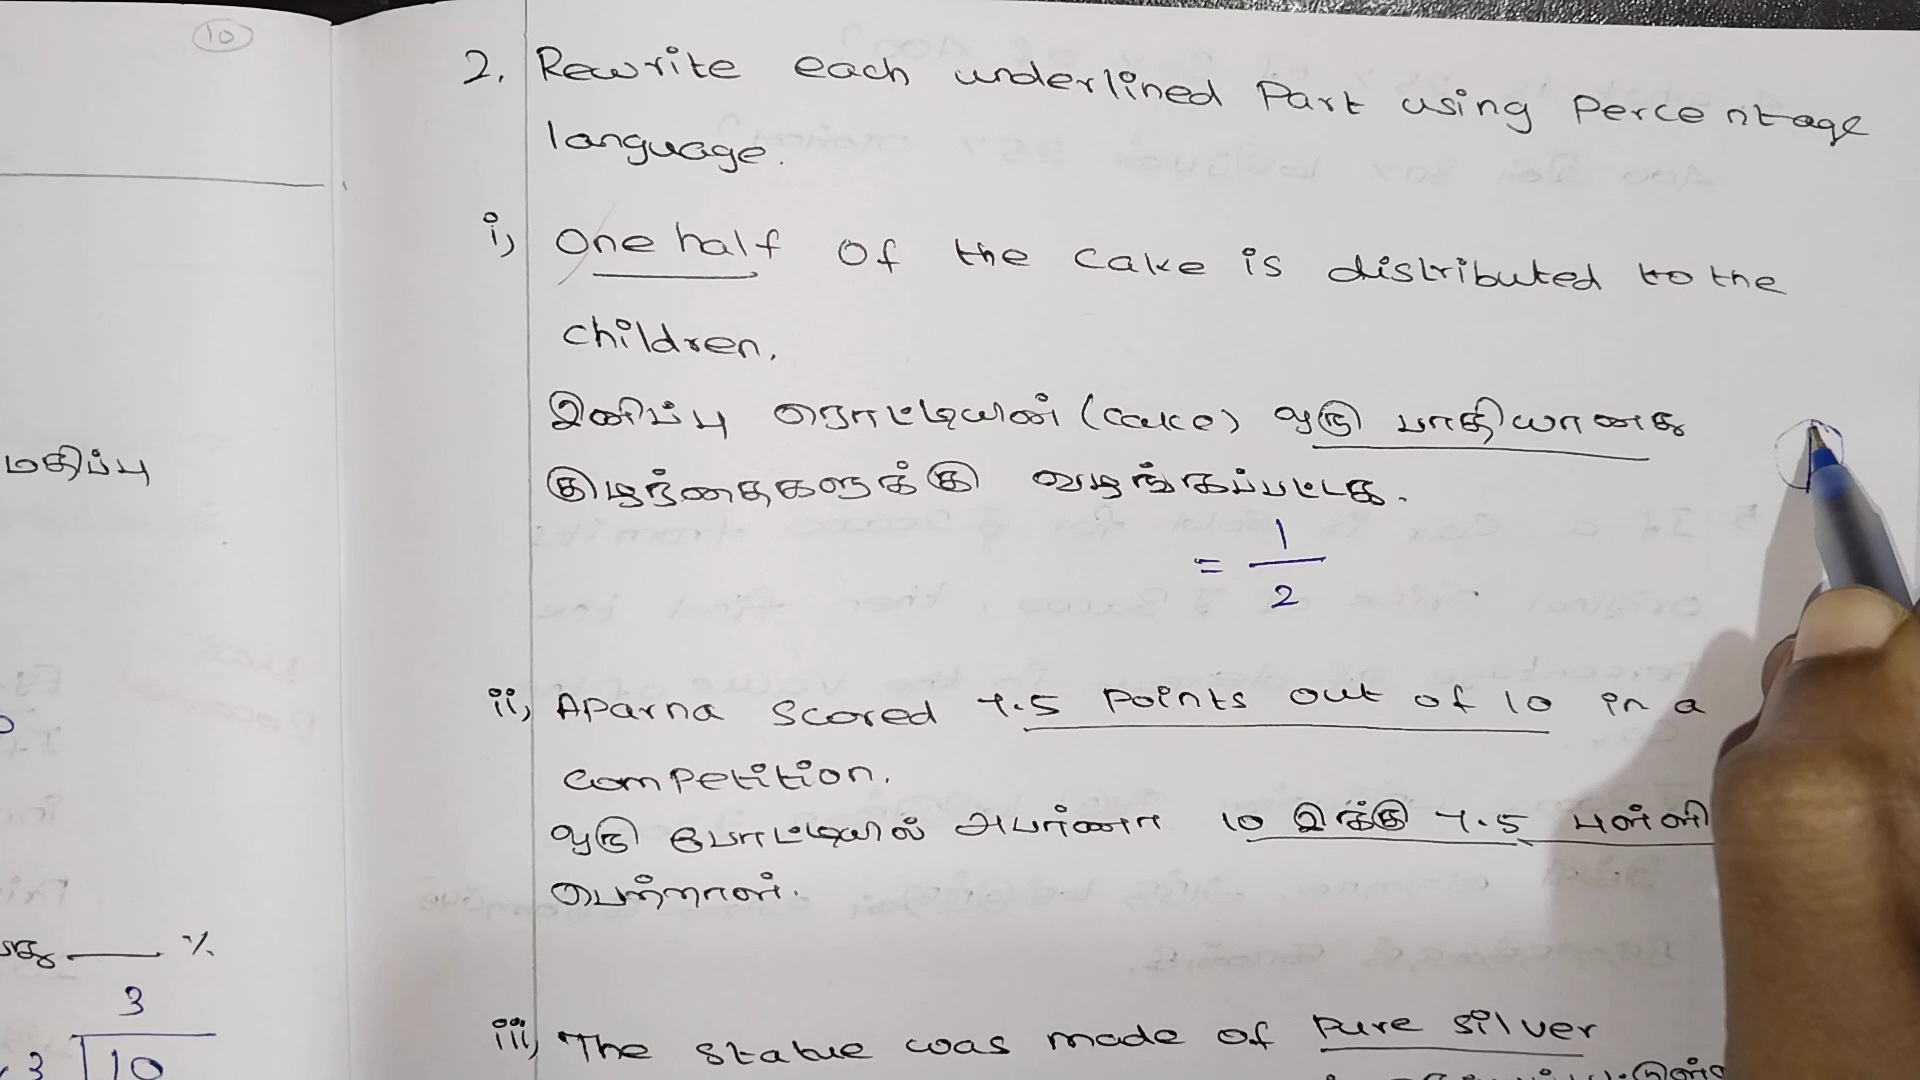 10
2. Rewrite each underlined Part using Percentage
language.
i, One half of the cake is distributed to the
children.
இனிப்பு ரொட்டியின் (cake) ஒரு பாதியானது
குழந்தைகளுக்கு வழங்கப்பட்டது.
= 1/2
ii, Aparna scored 7.5 points out of 10 in a
competition.
ஒரு போட்டியில் அபர்ணா 10 இக்கு 7.5 புள்ளி
பெற்றாள்.
iii, The statue was made of pure silver
மதிப்பு
%
3
3 10